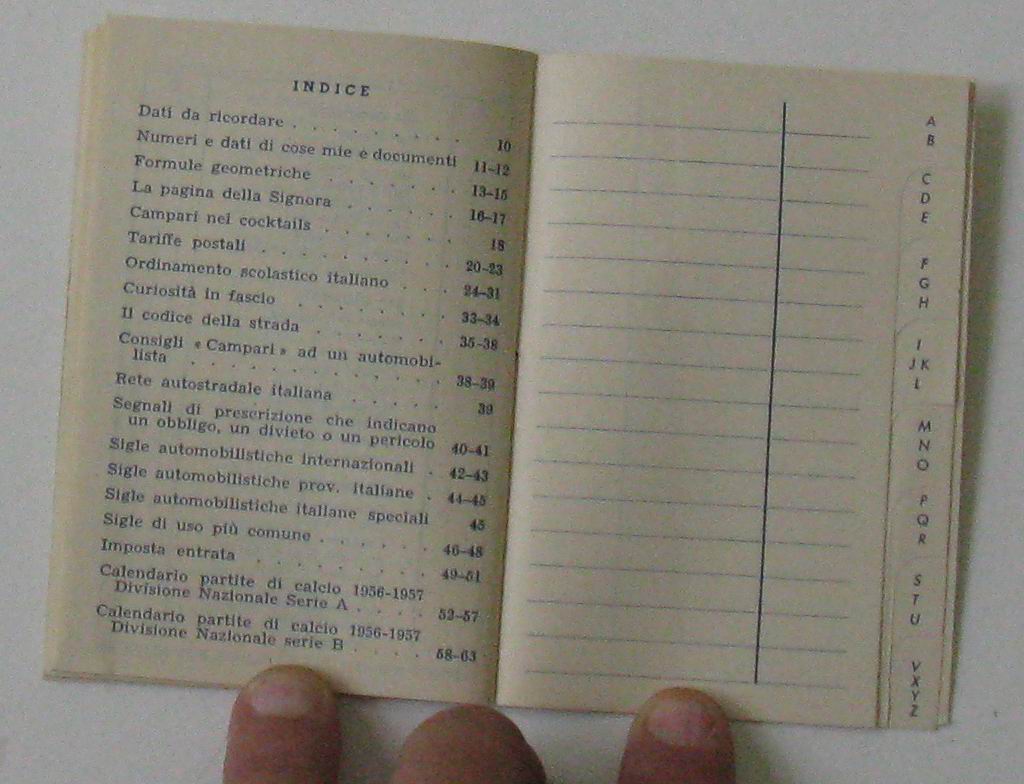 INDICE
Dati da ricordare . . . . . . . . . 10
Numeri e dati di cose mie e documenti 11-12
Formule geometriche . . . . . . . 13-15
La pagina della Signora . . . . . . 16-17
Campari nei cocktails . . . . . . . 18
Tariffe postali . . . . . . . . . 20-23
Ordinamento scolastico italiano . . . 24-31
Curiosità in fascio . . . . . . . 33-34
Il codice della strada . . . . . . 35-38
Consigli « Campari » ad un automobi-
lista . . . . . . . . . . . . 38-39
Rete autostradale italiana . . . . . 39
Segnali di prescrizione che indicano
un obbligo, un divieto o un pericolo 40-41
Sigle automobilistiche internazionali . 42-43
Sigle automobilistiche prov. italiane . 44-45
Sigle automobilistiche italiane speciali 45
Sigle di uso più comune . . . . . 46-48
Imposta entrata . . . . . . . . 49-51
Calendario partite di calcio 1956-1957
Divisione Nazionale Serie A . . . . 52-57
Calendario partite di calcio 1956-1957
Divisione Nazionale serie B . . . . 58-63
A
B
C
D
E
F
G
H
I
J K
L
M
N
O
P
Q
R
S
T
U
V
X
Y
Z